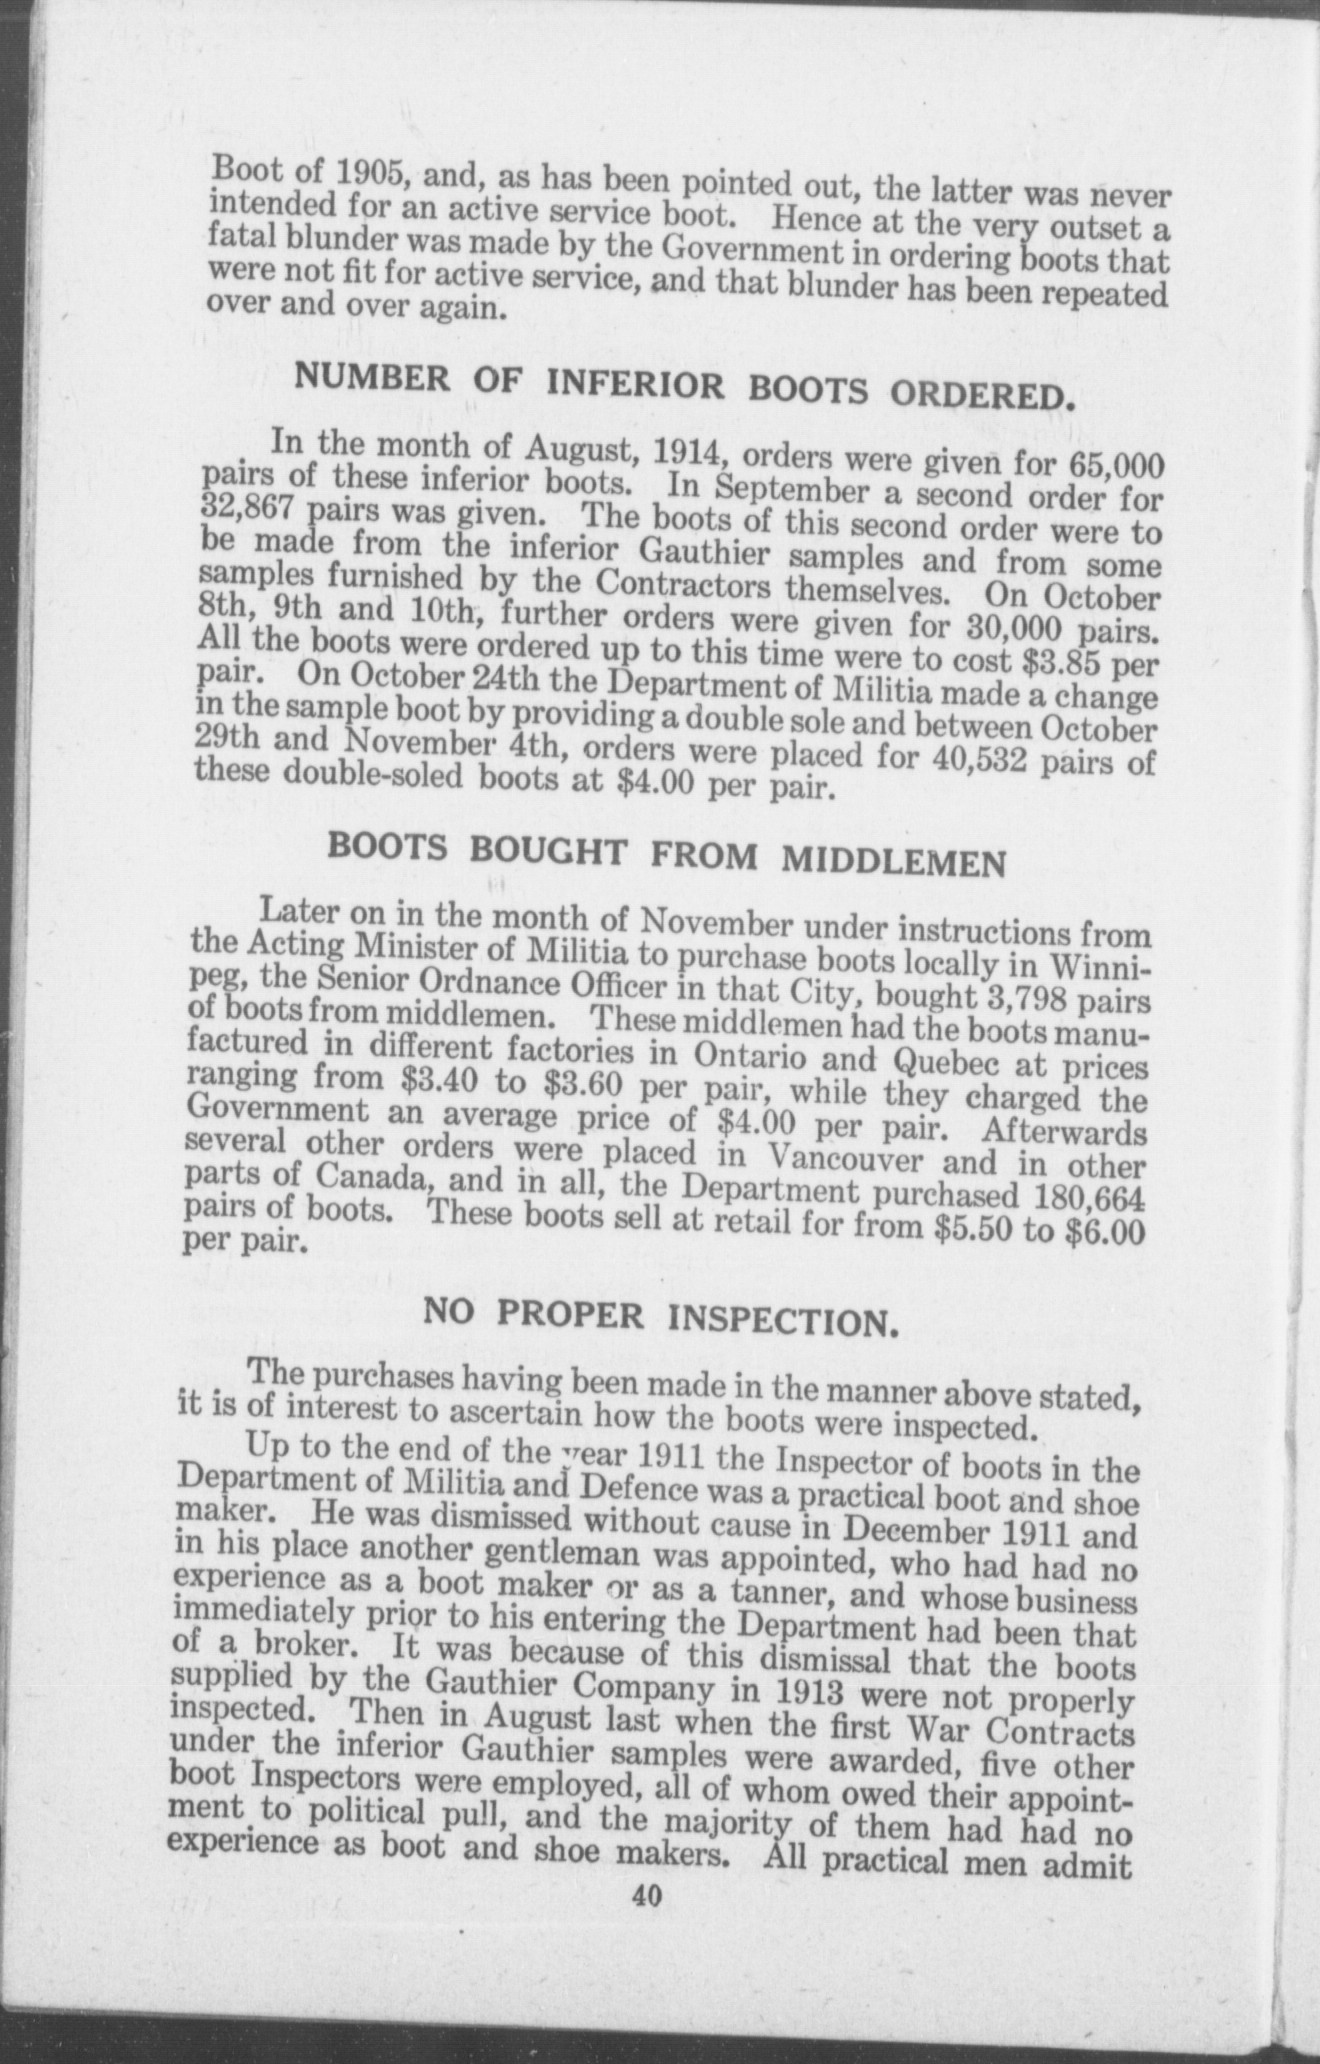 Boot of 1905, and, as has been pointed out, the latter was never
intended for an active service boot. Hence at the very outset a
fatal blunder was made by the Government in ordering boots that
were not fit for active service, and that blunder has been repeated
over and over again.
NUMBER OF INFERIOR BOOTS ORDERED.
In the month of August, 1914, orders were given for 65,000
pairs of these inferior boots. In September a second order for
32,867 pairs was given. The boots of this second order were to
be made from the inferior Gauthier samples and from some
samples furnished by the Contractors themselves. On October
8th, 9th and 10th, further orders were given for 30,000 pairs.
All the boots were ordered up to this time were to cost $3.85 per
pair. On October 24th the Department of Militia made a change
in the sample boot by providing a double sole and between October
29th and November 4th, orders were placed for 40,532 pairs of
these double-soled boots at $4.00 per pair.
BOOTS BOUGHT FROM MIDDLEMEN
Later on in the month of November under instructions from
the Acting Minister of Militia to purchase boots locally in Winni-
peg, the Senior Ordnance Officer in that City, bought 3,798 pairs
of boots from middlemen. These middlemen had the boots manu-
factured in different factories in Ontario and Quebec at prices
ranging from $3.40 to $3.60 per pair, while they charged the
Government an average price of $4.00 per pair. Afterwards
several other orders were placed in Vancouver and in other
parts of Canada, and in all, the Department purchased 180,664
pairs of boots. These boots sell at retail for from $5.50 to $6.00
per pair.
NO PROPER INSPECTION.
The purchases having been made in the manner above stated,
it is of interest to ascertain how the boots were inspected.
Up to the end of the year 1911 the Inspector of boots in the
Department of Militia and Defence was a practical boot and shoe
maker. He was dismissed without cause in December 1911 and
in his place another gentleman was appointed, who had had no
experience as a boot maker or as a tanner, and whose business
immediately prior to his entering the Department had been that
of a broker. It was because of this dismissal that the boots
supplied by the Gauthier Company in 1913 were not properly
inspected. Then in August last when the first War Contracts
under the inferior Gauthier samples were awarded, five other
boot Inspectors were employed, all of whom owed their appoint-
ment to political pull, and the majority of them had had no
experience as boot and shoe makers. All practical men admit
40